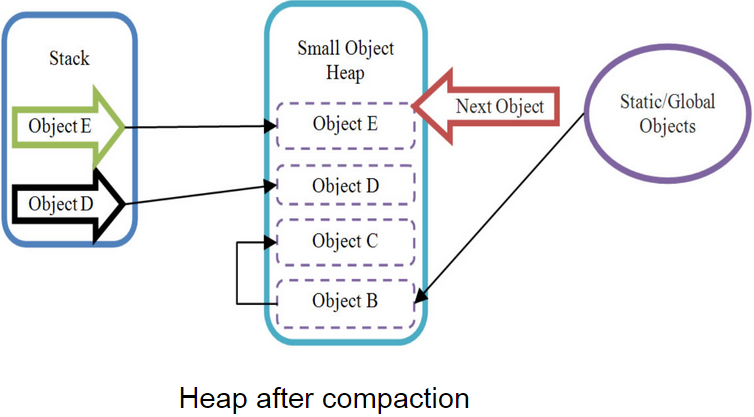 Stack
Object E
Object D
Small Object
Heap
Object E
Object D
Object C
Object B
Next Object
Static/Global
Objects
Heap after compaction